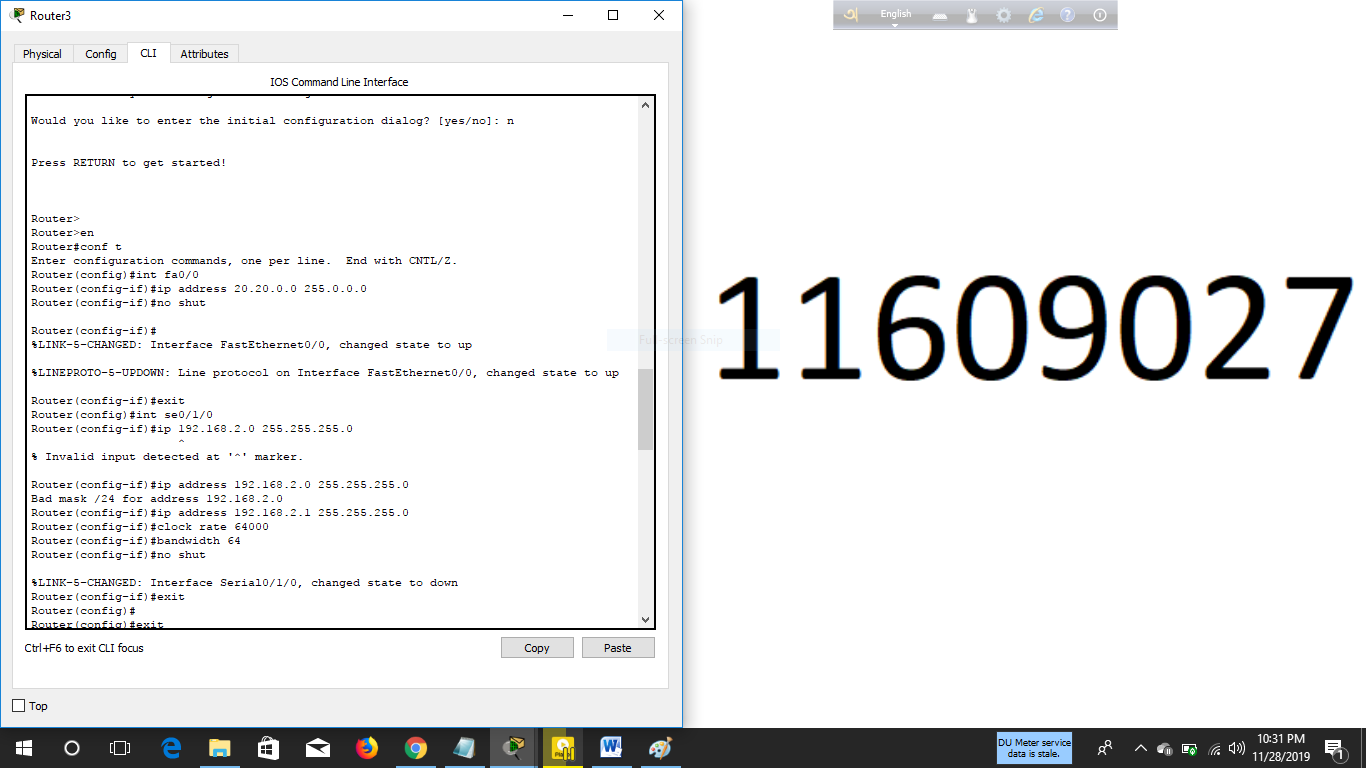 Router3
English
Physical Config CLI Attributes
IOS Command Line Interface
Would you like to enter the initial configuration dialog? [yes/no]: n
Press RETURN to get started!
Router>
Router>en
Router#conf t
Enter configuration commands, one per line.  End with CNTL/Z.
Router(config)#int fa0/0
Router(config-if)#ip address 20.20.0.0 255.0.0.0
Router(config-if)#no shut
Router(config-if)#
%LINK-5-CHANGED: Interface FastEthernet0/0, changed state to up
%LINEPROTO-5-UPDOWN: Line protocol on Interface FastEthernet0/0, changed state to up
Router(config-if)#exit
Router(config)#int se0/1/0
Router(config-if)#ip 192.168.2.0 255.255.255.0
^
% Invalid input detected at '^' marker.
Router(config-if)#ip address 192.168.2.0 255.255.255.0
Bad mask /24 for address 192.168.2.0
Router(config-if)#ip address 192.168.2.1 255.255.255.0
Router(config-if)#clock rate 64000
Router(config-if)#bandwidth 64
Router(config-if)#no shut
%LINK-5-CHANGED: Interface Serial0/1/0, changed state to down
Router(config-if)#exit
Router(config)#
Router(config)#exit
Ctrl+F6 to exit CLI focus
Copy Paste
Top
Full-screen Snip
11609027
DU Meter service
data is stale.
10:31 PM
11/28/2019
1